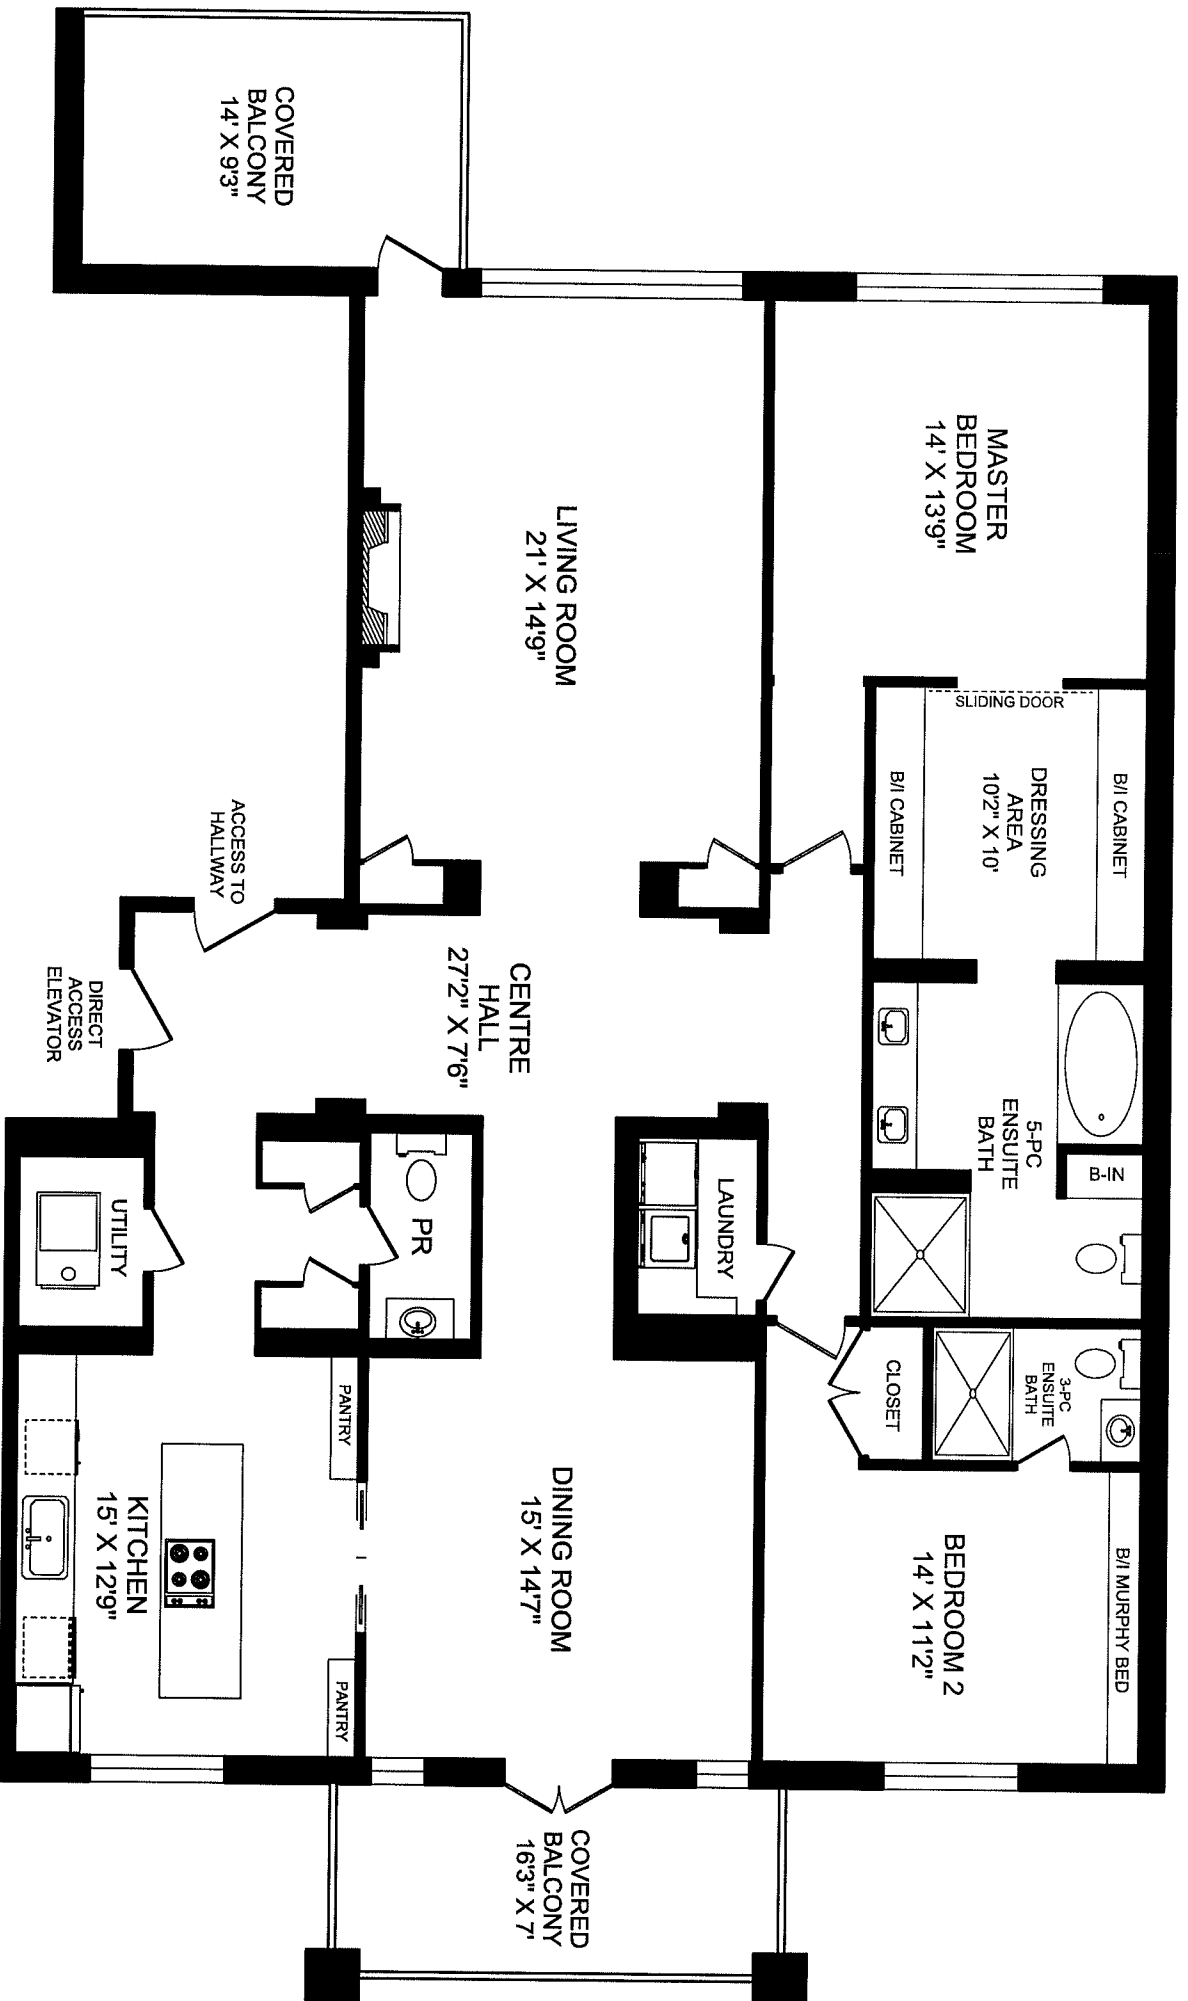 COVERED
BALCONY
14' X 9'3"
MASTER
BEDROOM
14' X 13'9"
LIVING ROOM
21' X 14'9"
SLIDING DOOR
B/I CABINET
DRESSING
AREA
10'2" X 10'
B/I CABINET
ACCESS TO
HALLWAY
DIRECT
ACCESS
ELEVATOR
CENTRE
HALL
27'2" X 7'6"
5-PC
ENSUITE
BATH
B-IN
LAUNDRY
PR
UTILITY
CLOSET
3-PC
ENSUITE
BATH
PANTRY
KITCHEN
15' X 12'9"
PANTRY
DINING ROOM
15' X 14'7"
BEDROOM 2
14' X 11'2"
B/I MURPHY BED
COVERED
BALCONY
16'3" X 7'